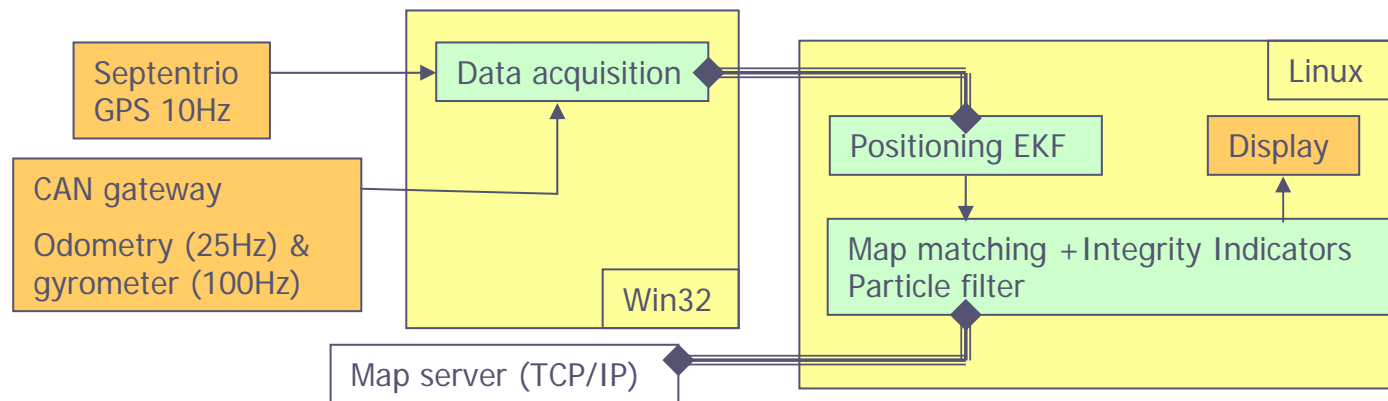 Septentrio
GPS 10Hz
Data acquisition
Linux
Positioning EKF
Display
CAN gateway
Odometry (25Hz) &
gyrometer (100Hz)
Map matching +Integrity Indicators
Particle filter
Win32
Map server (TCP/IP)